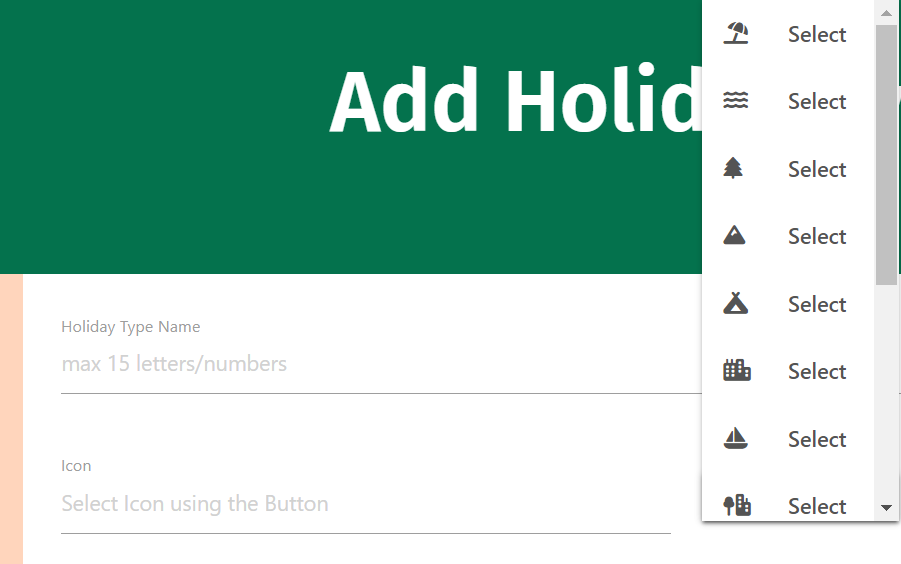 Add Holid
Holiday Type Name
max 15 letters/numbers
Icon
Select Icon using the Button
Select
Select
Select
Select
Select
Select
Select
Select